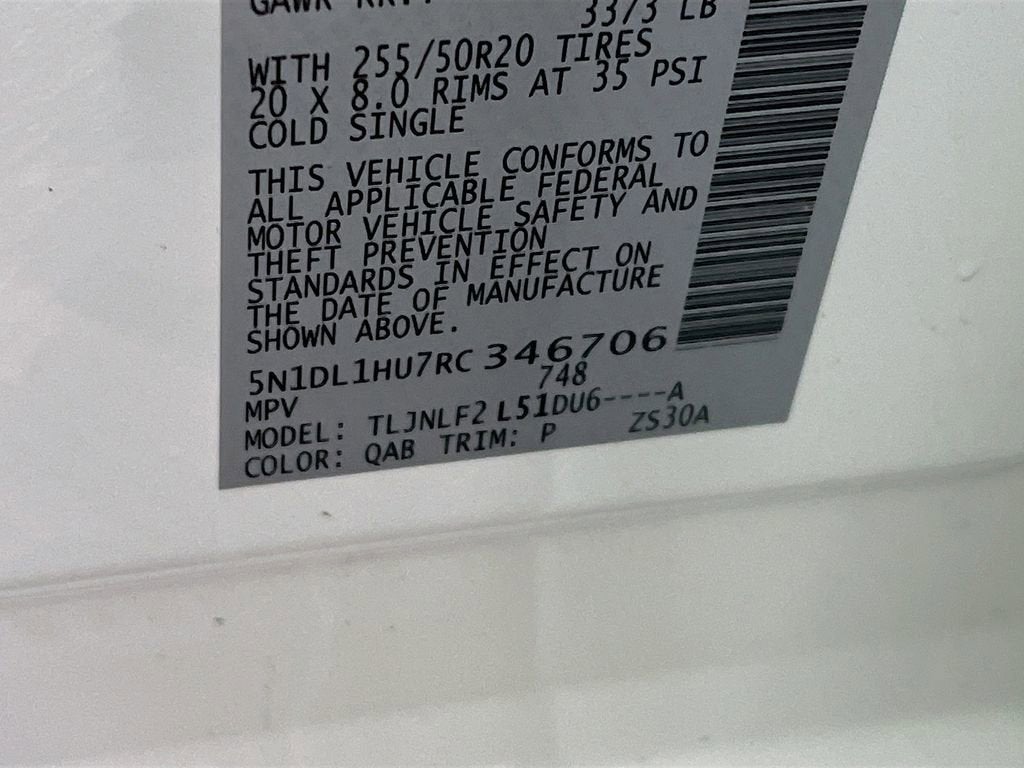 3373 LB
WITH 255/50R20 TIRES
20 X 8.0 RIMS AT 35 PSI
COLD SINGLE
THIS VEHICLE CONFORMS TO
ALL APPLICABLE FEDERAL
MOTOR VEHICLE SAFETY AND
THEFT PREVENTION
STANDARDS IN EFFECT ON
THE DATE OF MANUFACTURE
SHOWN ABOVE.
5N1DL1HU7RC 346706
MPV 748
MODEL: TLJNLF2 L51DU6----A
COLOR: QAB TRIM: P ZS30A